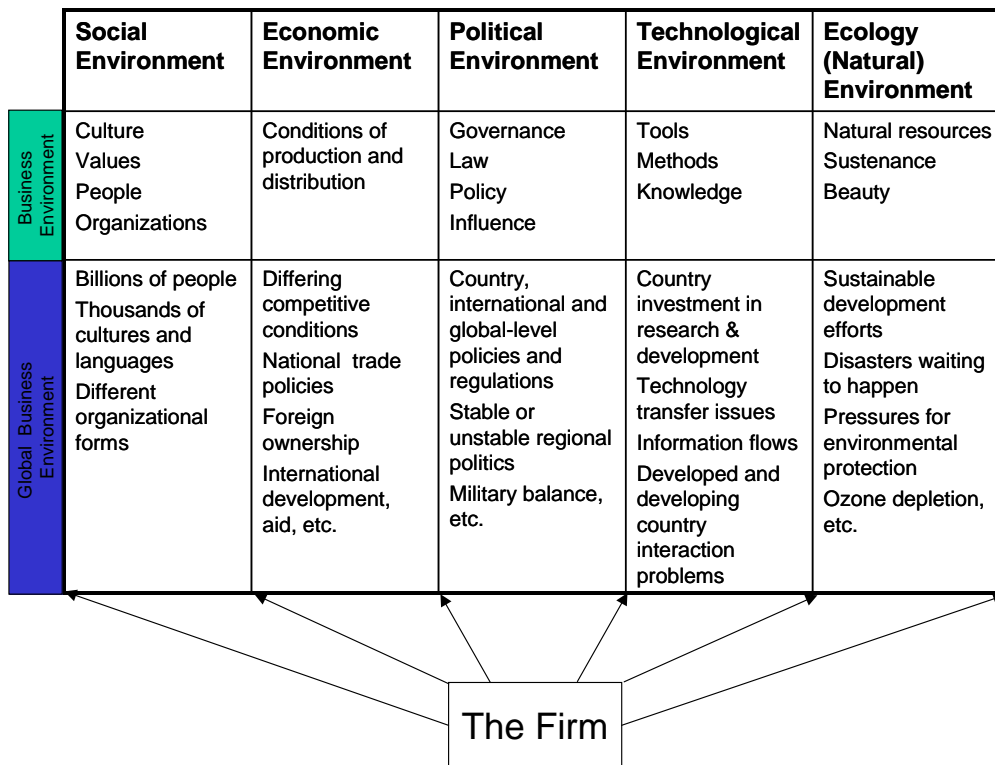 Social
Environment
Economic
Environment
Political
Environment
Technological
Environment
Ecology
(Natural)
Environment
Business
Environment
Culture
Values
People
Organizations
Conditions of
production and
distribution
Governance
Law
Policy
Influence
Tools
Methods
Knowledge
Natural resources
Sustenance
Beauty
Global Business
Environment
Billions of people
Thousands of
cultures and
languages
Different
organizational
forms
Differing
competitive
conditions
National trade
policies
Foreign
ownership
International
development,
aid, etc.
Country,
international and
global-level
policies and
regulations
Stable or
unstable regional
politics
Military balance,
etc.
Country
investment in
research &
development
Technology
transfer issues
Information flows
Developed and
developing
country
interaction
problems
Sustainable
development
efforts
Disasters waiting
to happen
Pressures for
environmental
protection
Ozone depletion,
etc.
The Firm